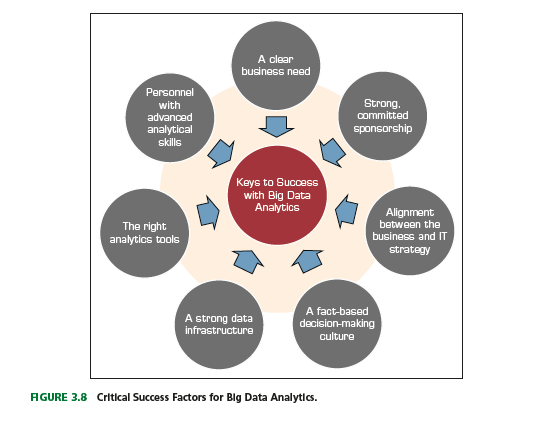 A clear
business need
Strong,
committed
sponsorship
Alignment
between the
business and IT
strategy
A fact-based
decision-making
culture
A strong data
infrastructure
The right
analytics tools
Personnel
with
advanced
analytical
skills
Keys to Success
with Big Data
Analytics
FIGURE 3.8 Critical Success Factors for Big Data Analytics.